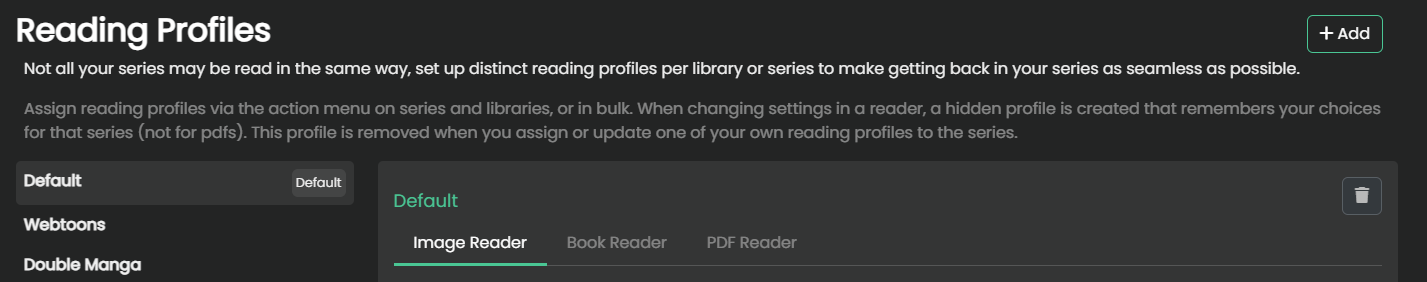 Reading Profiles
+ Add
Not all your series may be read in the same way, set up distinct reading profiles per library or series to make getting back in your series as seamless as possible.
Assign reading profiles via the action menu on series and libraries, or in bulk. When changing settings in a reader, a hidden profile is created that remembers your choices
for that series (not for pdfs). This profile is removed when you assign or update one of your own reading profiles to the series.
Default Default
Webtoons
Double Manga
Default
Image Reader Book Reader PDF Reader